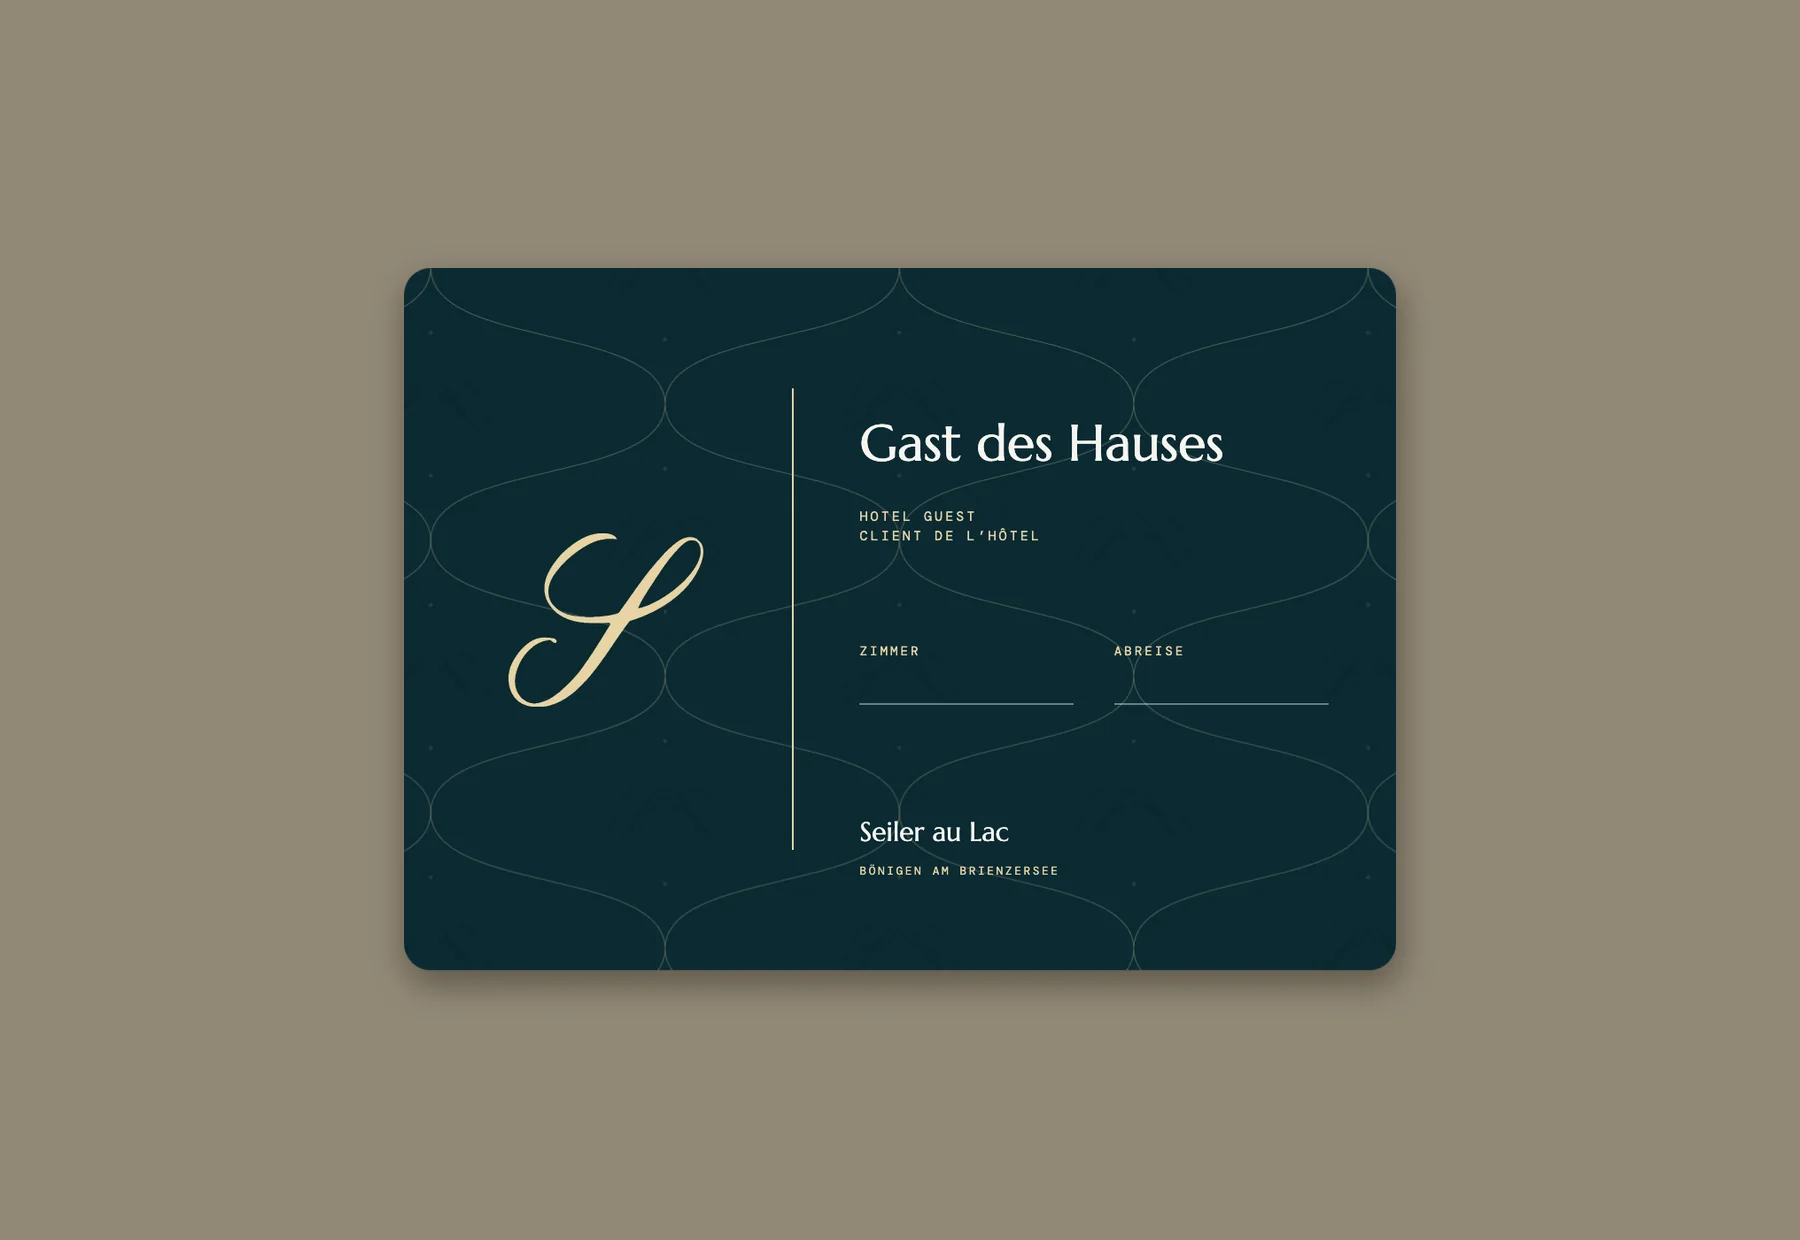 S
Gast des Hauses
HOTEL GUEST
CLIENT DE L’HÔTEL
ZIMMER
ABREISE
Seiler au Lac
BÖNIGEN AM BRIENZERSEE